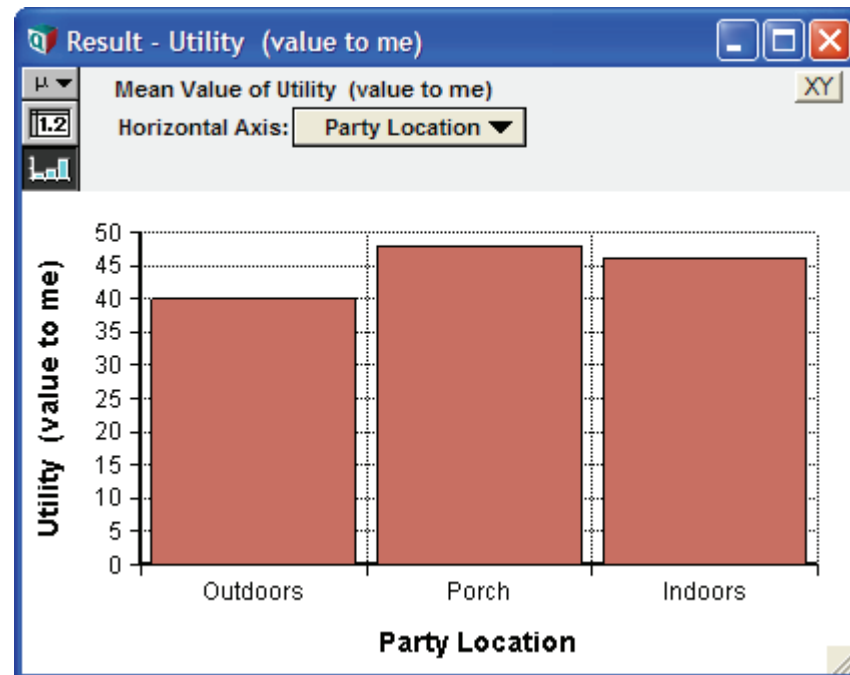 Result - Utility (value to me)
μ
Mean Value of Utility (value to me)
XY
1.2
Horizontal Axis: Party Location
50
45
40
35
30
25
20
15
10
5
0
Utility (value to me)
Outdoors Porch Indoors
Party Location